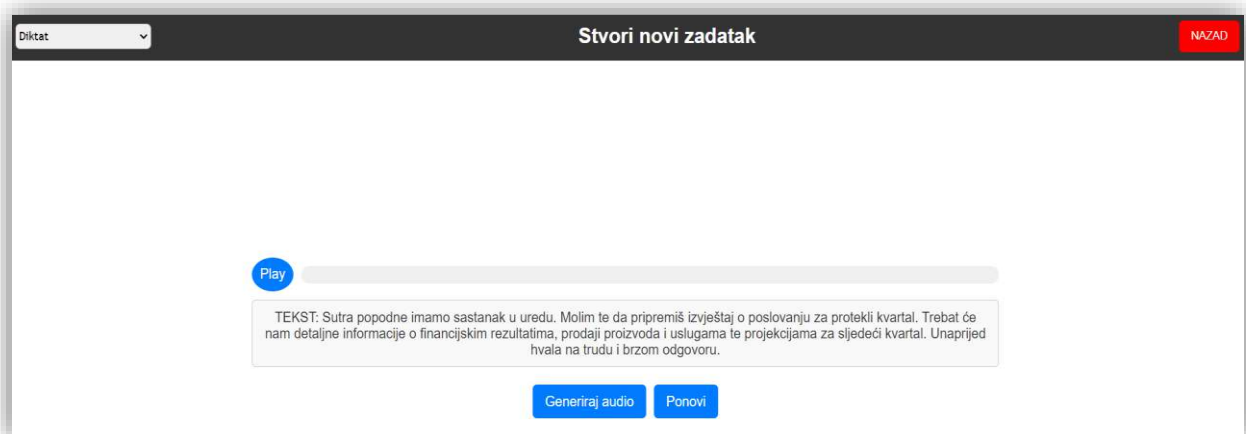 Diktat
Stvori novi zadatak
NAZAD
Play
TEKST: Sutra popodne imamo sastanak u uredu. Molim te da pripremiš izvještaj o poslovanju za protekli kvartal. Trebat će
nam detaljne informacije o financijskim rezultatima, prodaji proizvoda i uslugama te projekcijama za sljedeći kvartal. Unaprijed
hvala na trudu i brzom odgovoru.
Generiraj audio
Ponovi